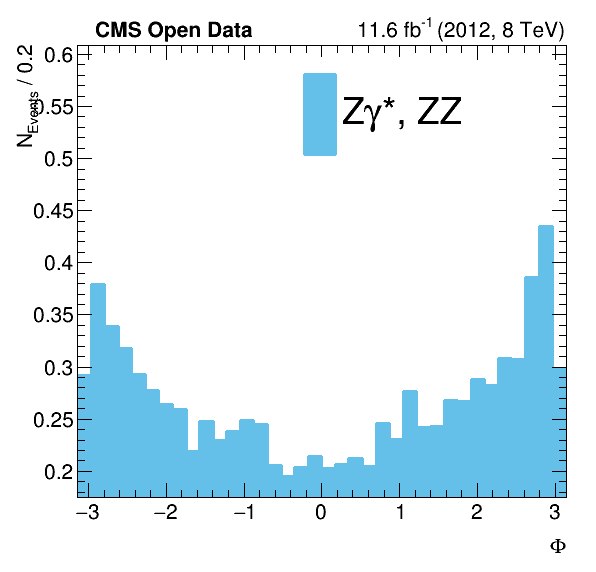 CMS Open Data 11.6 fb⁻¹ (2012, 8 TeV)
N_Events / 0.2
Zγ*, ZZ
0.6
0.55
0.5
0.45
0.4
0.35
0.3
0.25
0.2
−3 −2 −1 0 1 2 3
Φ